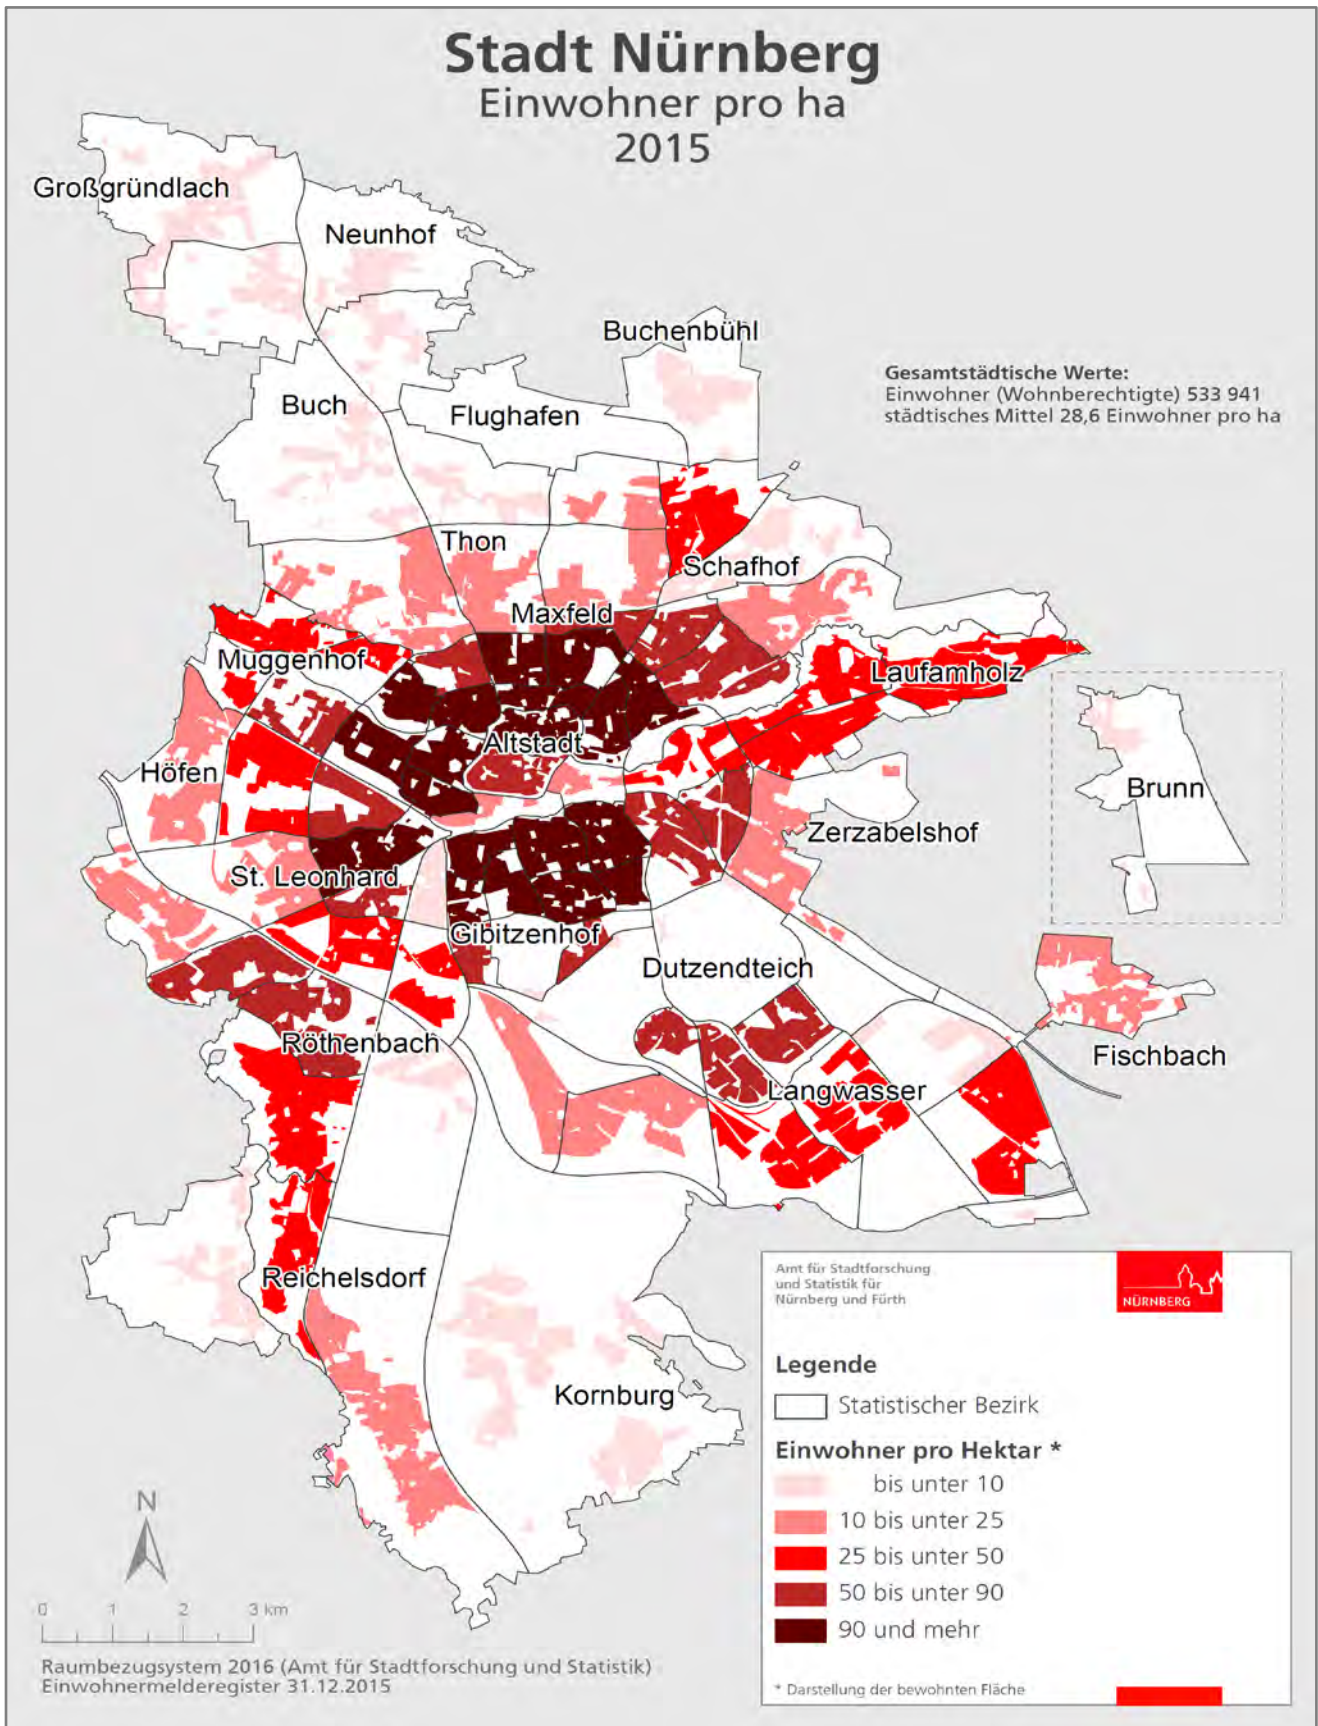 Stadt Nürnberg
Einwohner pro ha
2015
Großgründlach
Neunhof
Buchenbühl
Gesamtstädtische Werte:
Einwohner (Wohnberechtigte) 533 941
städtisches Mittel 28,6 Einwohner pro ha
Buch
Flughafen
Thon
Schafhof
Maxfeld
Muggenhof
Laufamholz
Altstadt
Höfen
Brunn
Zerzabelshof
St. Leonhard
Gibitzenhof
Dutzendteich
Röthenbach
Fischbach
Langwasser
Reichelsdorf
Kornburg
Amt für Stadtforschung
und Statistik für
Nürnberg und Fürth
NÜRNBERG
Legende
Statistischer Bezirk
Einwohner pro Hektar *
bis unter 10
10 bis unter 25
25 bis unter 50
50 bis unter 90
90 und mehr
* Darstellung der bewohnten Fläche
N
0 1 2 3 km
Raumbezugsystem 2016 (Amt für Stadtforschung und Statistik)
Einwohnermelderegister 31.12.2015